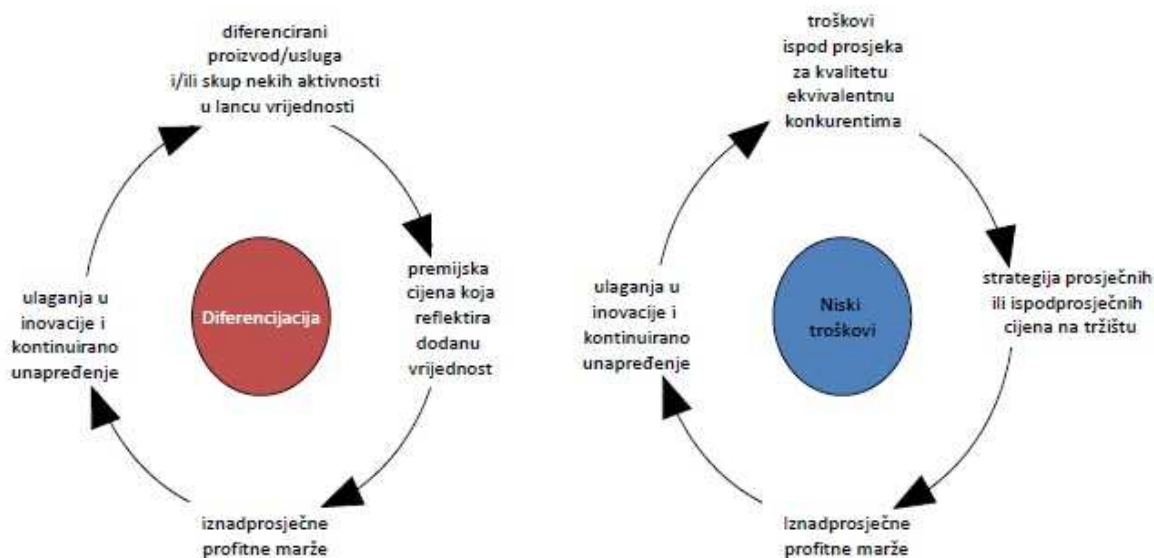 diferencirani
proizvod/usluga
i/ili skup nekih aktivnosti
u lancu vrijednosti
premijska
cijena koja
reflektira
dodanu
vrijednost
iznadprosječne
profitne marže
ulaganja u
inovacije i
kontinuirano
unapređenje
Diferencijacija
troškovi
ispod prosjeka
za kvalitetu
ekvivalentnu
konkurentima
strategija prosječnih
ili ispodprosječnih
cijena na tržištu
Iznadprosječne
profitne marže
ulaganja u
inovacije i
kontinuirano
unapređenje
Niski
troškovi